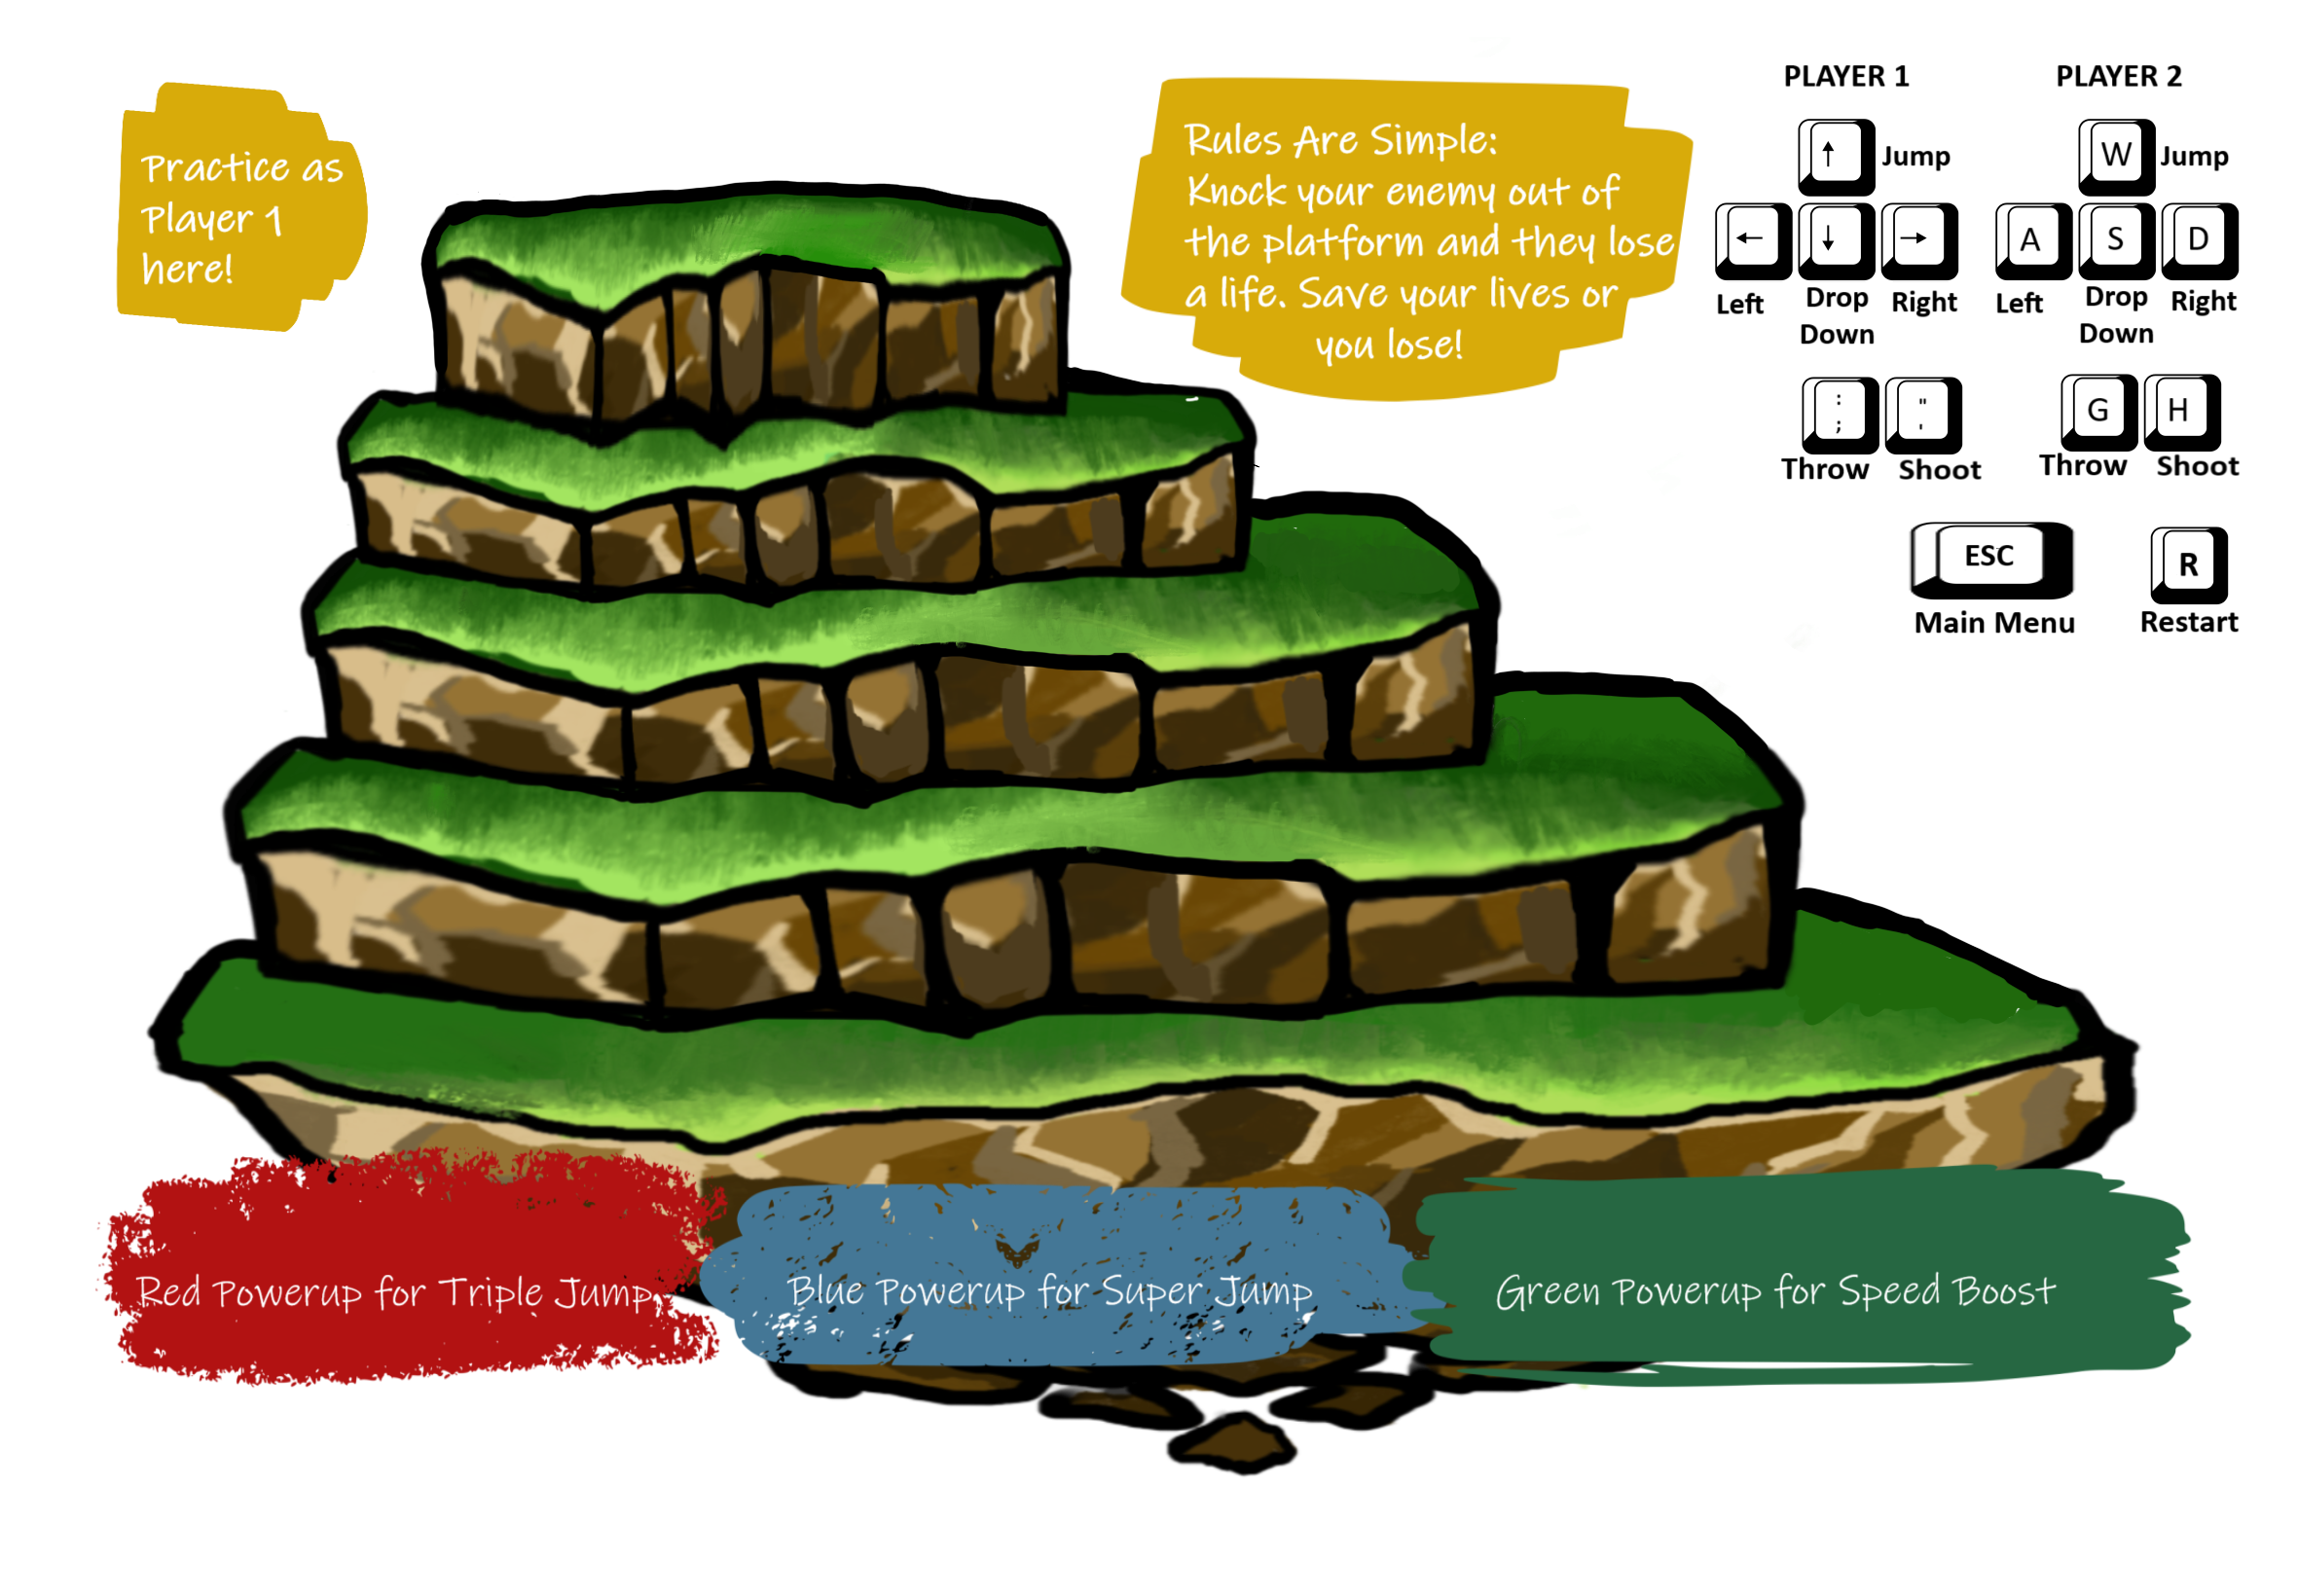 Practice as
Player 1
here!
Rules Are Simple:
Knock your enemy out of
the platform and they lose
a life. Save your lives or
you lose!
PLAYER 1
↑ Jump
← ↓ →
Left Drop Right
Down
: "
; '
Throw Shoot
PLAYER 2
W Jump
A S D
Left Drop Right
Down
G H
Throw Shoot
ESC R
Main Menu Restart
Red Powerup for Triple Jump
Blue Powerup for Super Jump
Green Powerup for Speed Boost